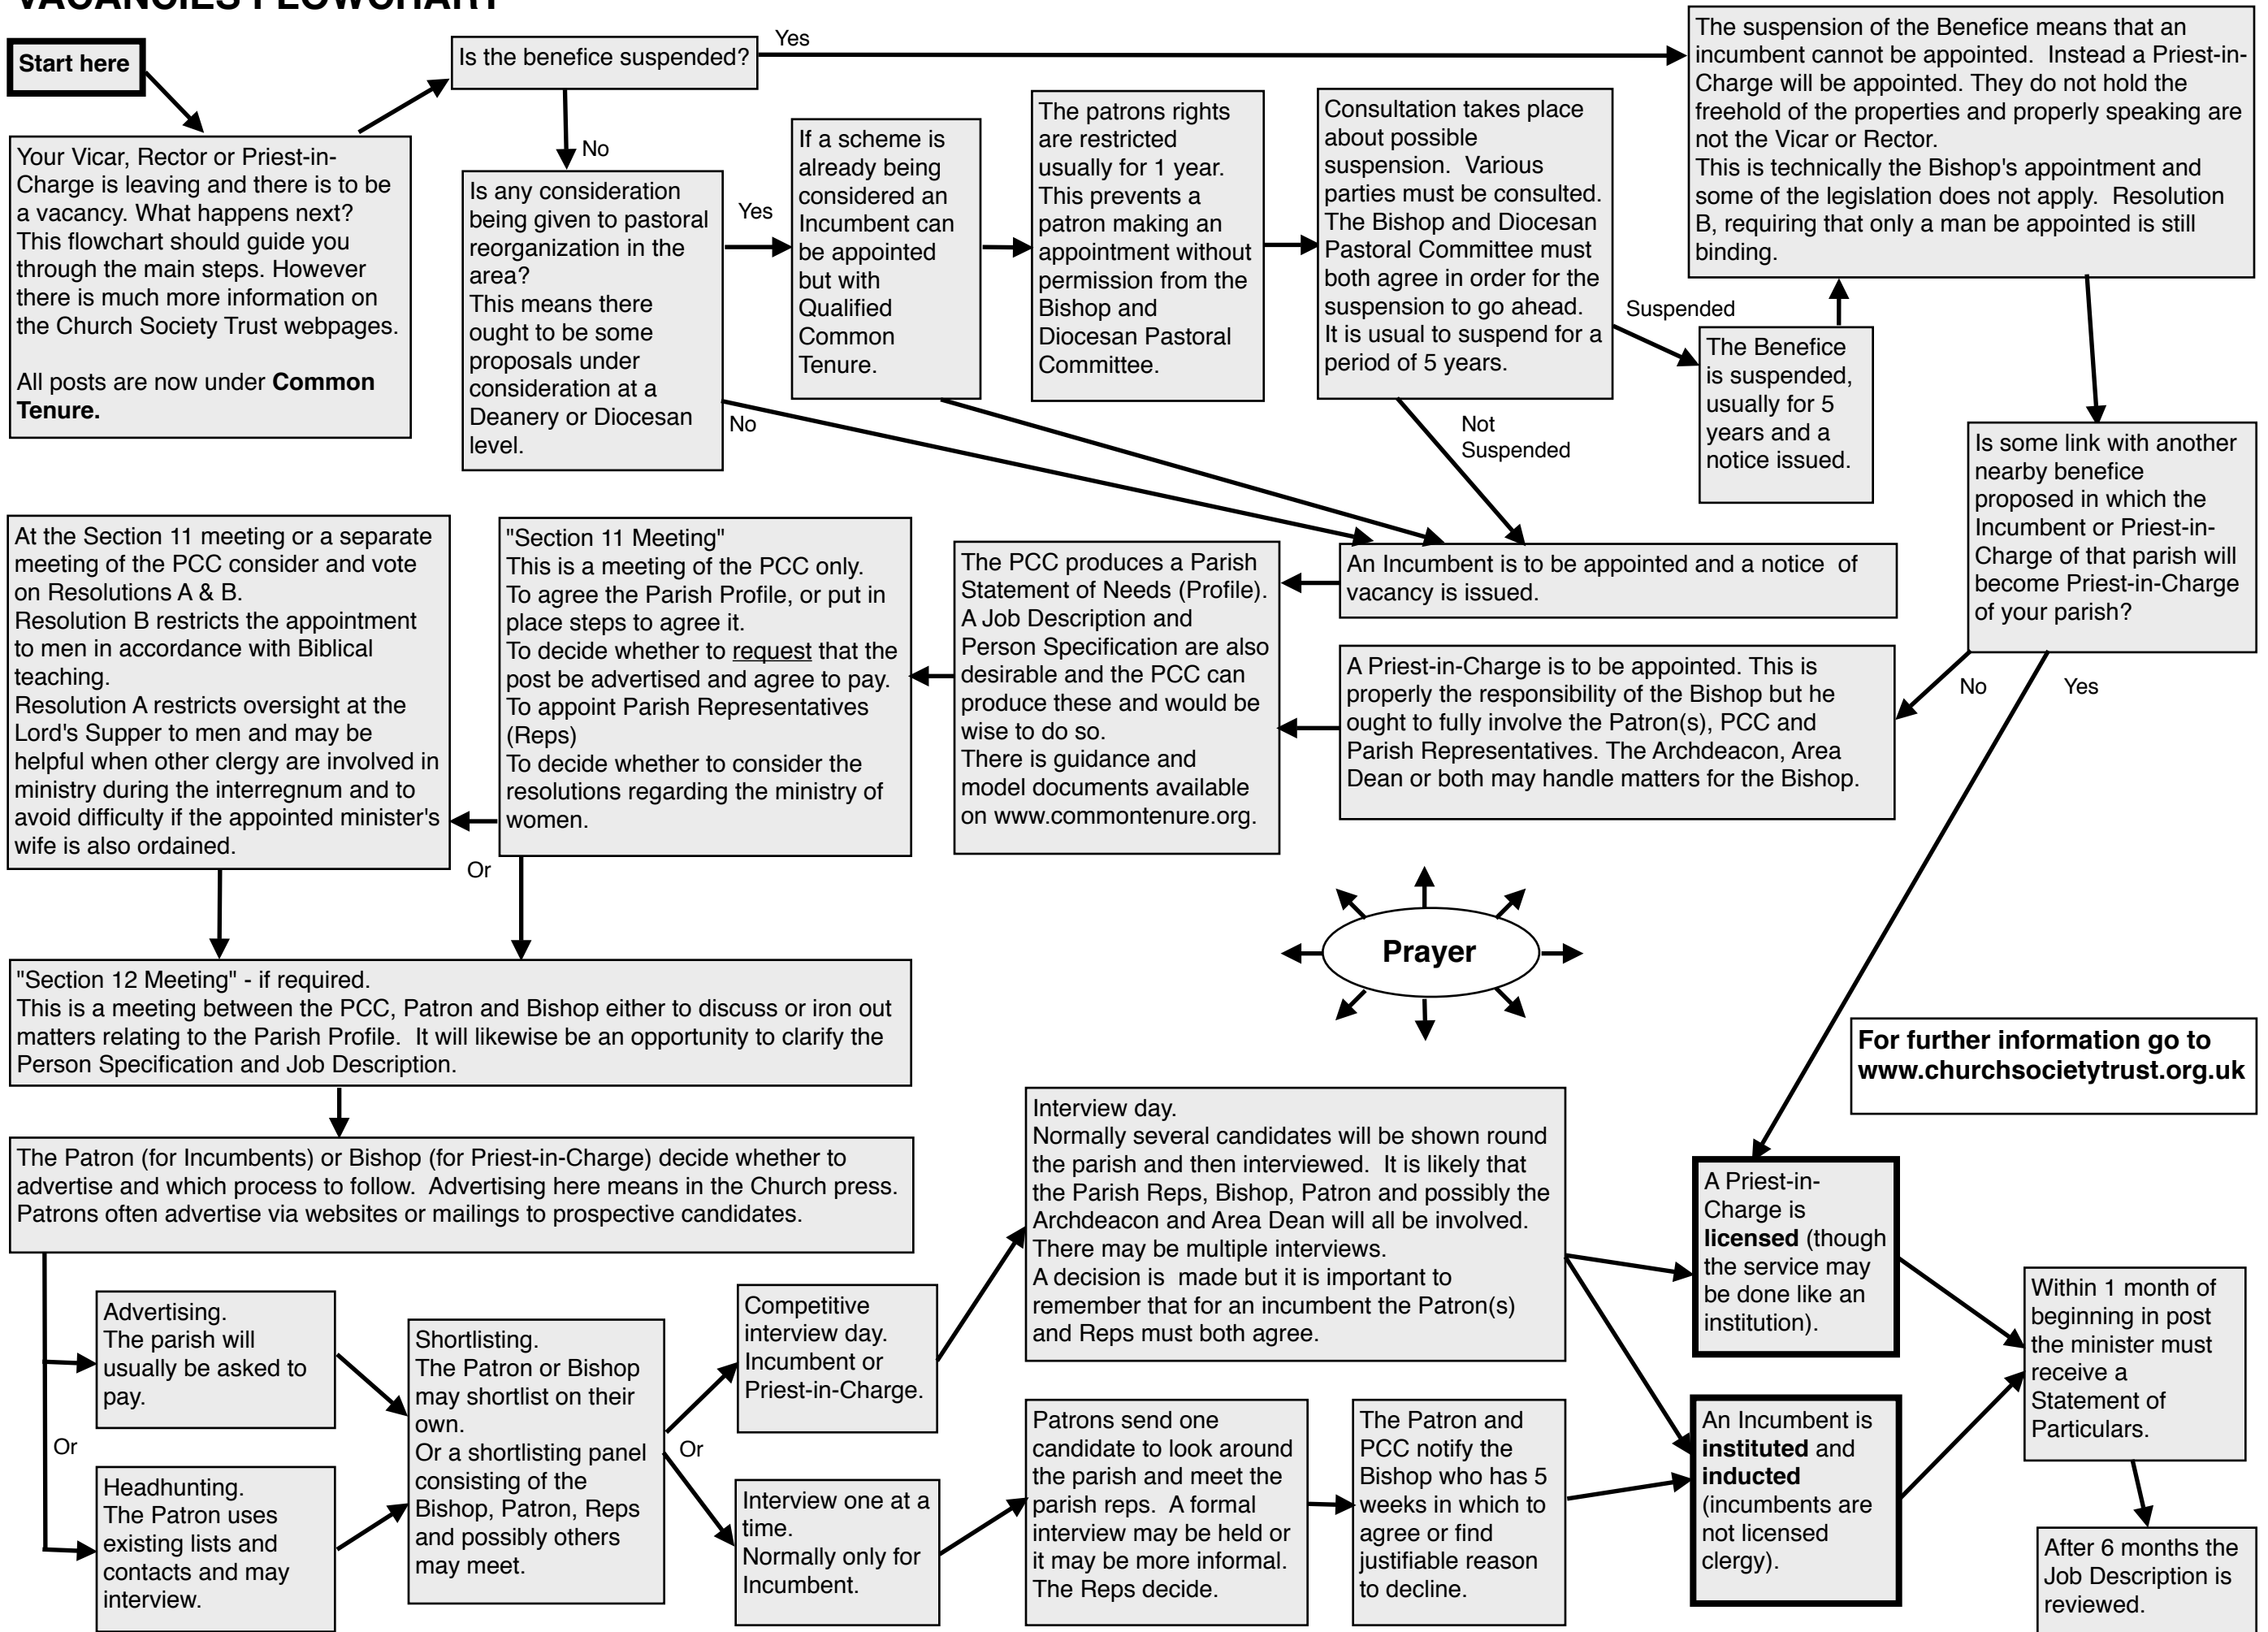 VACANCIES FLOWCHART
Start here
Your Vicar, Rector or Priest-in-
Charge is leaving and there is to be
a vacancy. What happens next?
This flowchart should guide you
through the main steps. However
there is much more information on
the Church Society Trust webpages.
All posts are now under Common
Tenure.
Is the benefice suspended?
Yes
No
Is any consideration
being given to pastoral
reorganization in the
area?
This means there
ought to be some
proposals under
consideration at a
Deanery or Diocesan
level.
Yes
No
If a scheme is
already being
considered an
Incumbent can
be appointed
but with
Qualified
Common
Tenure.
The patrons rights
are restricted
usually for 1 year.
This prevents a
patron making an
appointment without
permission from the
Bishop and
Diocesan Pastoral
Committee.
Consultation takes place
about possible
suspension.  Various
parties must be consulted.
The Bishop and Diocesan
Pastoral Committee must
both agree in order for the
suspension to go ahead.
It is usual to suspend for a
period of 5 years.
Suspended
Not
Suspended
The Benefice
is suspended,
usually for 5
years and a
notice issued.
The suspension of the Benefice means that an
incumbent cannot be appointed.  Instead a Priest-in-
Charge will be appointed. They do not hold the
freehold of the properties and properly speaking are
not the Vicar or Rector.
This is technically the Bishop's appointment and
some of the legislation does not apply.  Resolution
B, requiring that only a man be appointed is still
binding.
Is some link with another
nearby benefice
proposed in which the
Incumbent or Priest-in-
Charge of that parish will
become Priest-in-Charge
of your parish?
No
Yes
An Incumbent is to be appointed and a notice  of
vacancy is issued.
A Priest-in-Charge is to be appointed. This is
properly the responsibility of the Bishop but he
ought to fully involve the Patron(s), PCC and
Parish Representatives. The Archdeacon, Area
Dean or both may handle matters for the Bishop.
The PCC produces a Parish
Statement of Needs (Profile).
A Job Description and
Person Specification are also
desirable and the PCC can
produce these and would be
wise to do so.
There is guidance and
model documents available
on www.commontenure.org.
"Section 11 Meeting"
This is a meeting of the PCC only.
To agree the Parish Profile, or put in
place steps to agree it.
To decide whether to request that the
post be advertised and agree to pay.
To appoint Parish Representatives
(Reps)
To decide whether to consider the
resolutions regarding the ministry of
women.
Or
At the Section 11 meeting or a separate
meeting of the PCC consider and vote
on Resolutions A & B.
Resolution B restricts the appointment
to men in accordance with Biblical
teaching.
Resolution A restricts oversight at the
Lord's Supper to men and may be
helpful when other clergy are involved in
ministry during the interregnum and to
avoid difficulty if the appointed minister's
wife is also ordained.
Prayer
"Section 12 Meeting" - if required.
This is a meeting between the PCC, Patron and Bishop either to discuss or iron out
matters relating to the Parish Profile.  It will likewise be an opportunity to clarify the
Person Specification and Job Description.
The Patron (for Incumbents) or Bishop (for Priest-in-Charge) decide whether to
advertise and which process to follow.  Advertising here means in the Church press.
Patrons often advertise via websites or mailings to prospective candidates.
Advertising.
The parish will
usually be asked to
pay.
Or
Headhunting.
The Patron uses
existing lists and
contacts and may
interview.
Shortlisting.
The Patron or Bishop
may shortlist on their
own.
Or a shortlisting panel
consisting of the
Bishop, Patron, Reps
and possibly others
may meet.
Or
Competitive
interview day.
Incumbent or
Priest-in-Charge.
Interview one at a
time.
Normally only for
Incumbent.
Interview day.
Normally several candidates will be shown round
the parish and then interviewed.  It is likely that
the Parish Reps, Bishop, Patron and possibly the
Archdeacon and Area Dean will all be involved.
There may be multiple interviews.
A decision is  made but it is important to
remember that for an incumbent the Patron(s)
and Reps must both agree.
Patrons send one
candidate to look around
the parish and meet the
parish reps.  A formal
interview may be held or
it may be more informal.
The Reps decide.
The Patron and
PCC notify the
Bishop who has 5
weeks in which to
agree or find
justifiable reason
to decline.
For further information go to
www.churchsocietytrust.org.uk
A Priest-in-
Charge is
licensed (though
the service may
be done like an
institution).
An Incumbent is
instituted and
inducted
(incumbents are
not licensed
clergy).
Within 1 month of
beginning in post
the minister must
receive a
Statement of
Particulars.
After 6 months the
Job Description is
reviewed.